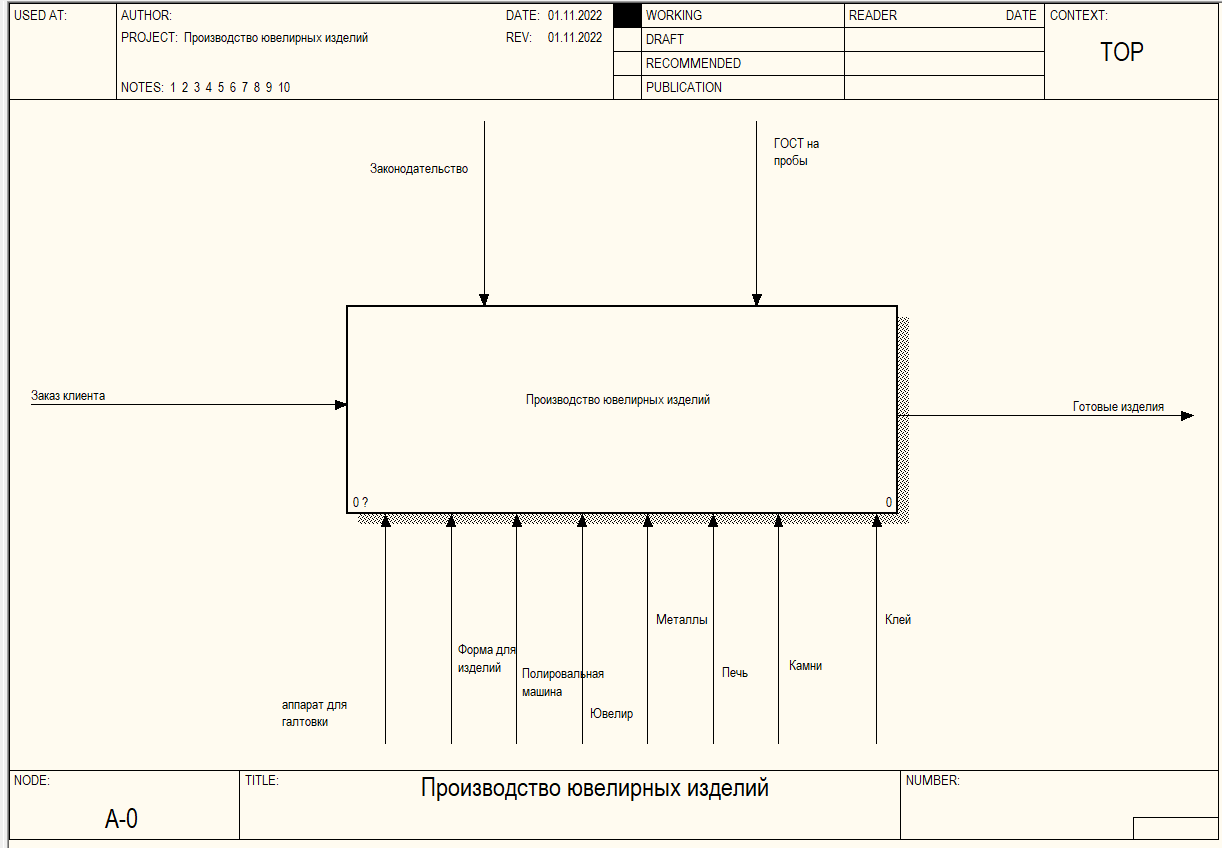 USED AT:
AUTHOR:
DATE: 01.11.2022
WORKING
READER
DATE
CONTEXT:
PROJECT: Производство ювелирных изделий
REV: 01.11.2022
DRAFT
TOP
RECOMMENDED
NOTES: 1 2 3 4 5 6 7 8 9 10
PUBLICATION
Законодательство
ГОСТ на
пробы
Заказ клиента
Производство ювелирных изделий
Готовые изделия
0 ?
0
Металлы
Клей
Форма для
изделий
Полировальная
машина
Печь
Камни
аппарат для
галтовки
Ювелир
NODE:
A-0
TITLE:
Производство ювелирных изделий
NUMBER: